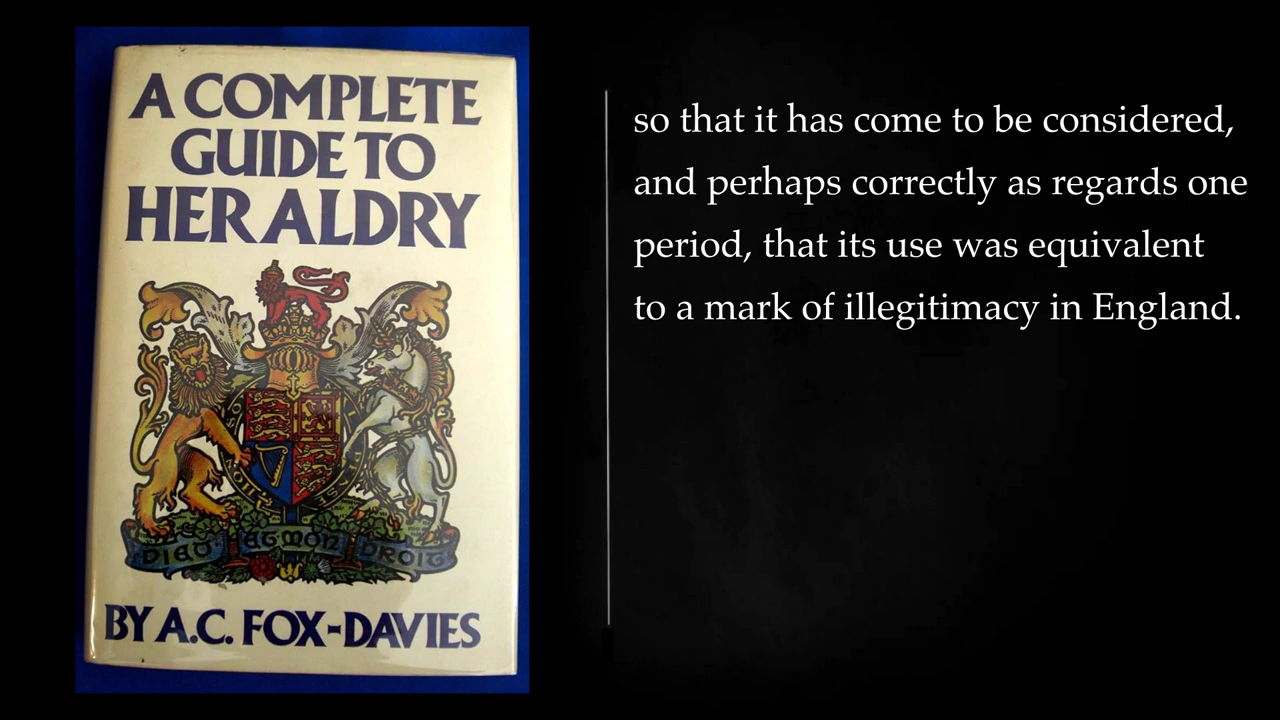 A COMPLETE
GUIDE TO
HERALDRY
DIEU ET MON DROIT
BY A.C. FOX-DAVIES
so that it has come to be considered,
and perhaps correctly as regards one
period, that its use was equivalent
to a mark of illegitimacy in England.